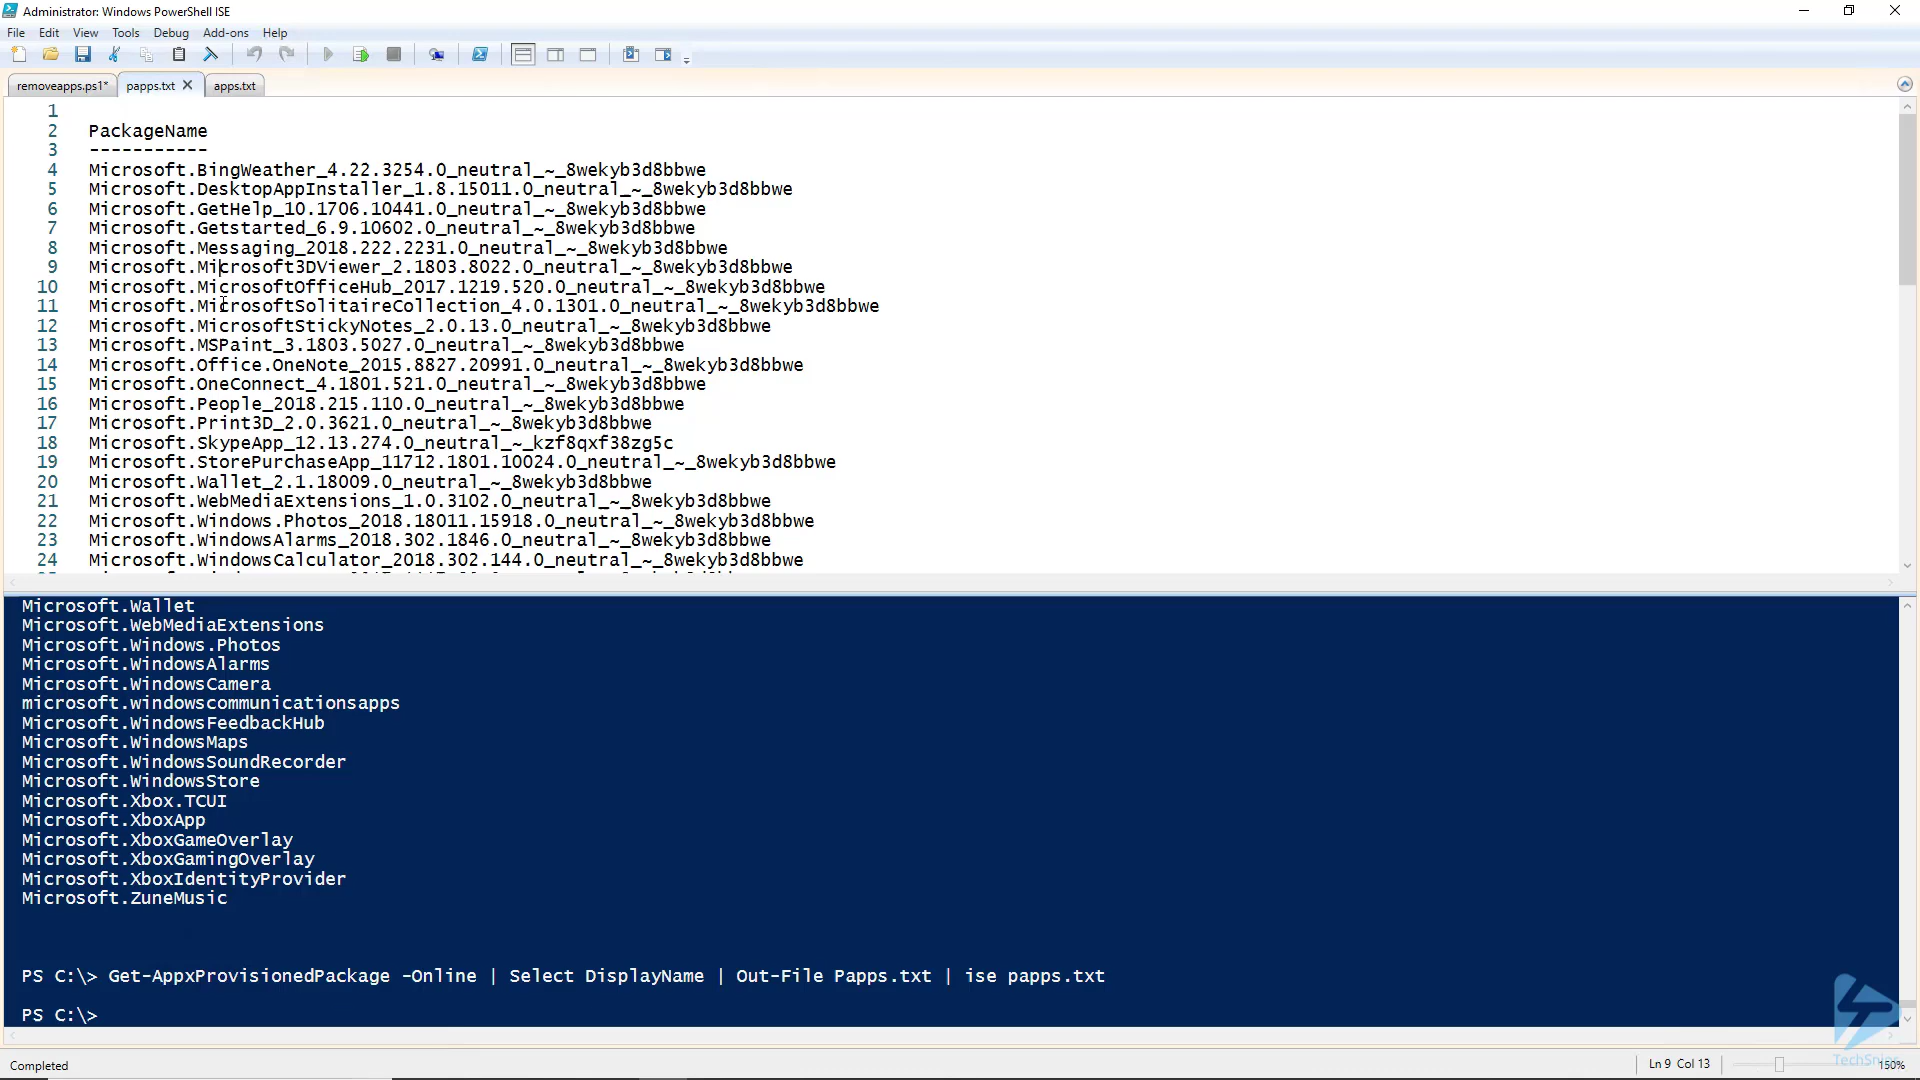 Administrator: Windows PowerShell ISE
File Edit View Tools Debug Add-ons Help
removeapps.ps1* papps.txt apps.txt
1
2 PackageName
3 -----------
4 Microsoft.BingWeather_4.22.3254.0_neutral_~_8wekyb3d8bbwe
5 Microsoft.DesktopAppInstaller_1.8.15011.0_neutral_~_8wekyb3d8bbwe
6 Microsoft.GetHelp_10.1706.10441.0_neutral_~_8wekyb3d8bbwe
7 Microsoft.Getstarted_6.9.10602.0_neutral_~_8wekyb3d8bbwe
8 Microsoft.Messaging_2018.222.2231.0_neutral_~_8wekyb3d8bbwe
9 Microsoft.Microsoft3DViewer_2.1803.8022.0_neutral_~_8wekyb3d8bbwe
10 Microsoft.MicrosoftOfficeHub_2017.1219.520.0_neutral_~_8wekyb3d8bbwe
11 Microsoft.MicrosoftSolitaireCollection_4.0.1301.0_neutral_~_8wekyb3d8bbwe
12 Microsoft.MicrosoftStickyNotes_2.0.13.0_neutral_~_8wekyb3d8bbwe
13 Microsoft.MSPaint_3.1803.5027.0_neutral_~_8wekyb3d8bbwe
14 Microsoft.Office.OneNote_2015.8827.20991.0_neutral_~_8wekyb3d8bbwe
15 Microsoft.OneConnect_4.1801.521.0_neutral_~_8wekyb3d8bbwe
16 Microsoft.People_2018.215.110.0_neutral_~_8wekyb3d8bbwe
17 Microsoft.Print3D_2.0.3621.0_neutral_~_8wekyb3d8bbwe
18 Microsoft.SkypeApp_12.13.274.0_neutral_~_kzf8qxf38zg5c
19 Microsoft.StorePurchaseApp_11712.1801.10024.0_neutral_~_8wekyb3d8bbwe
20 Microsoft.Wallet_2.1.18009.0_neutral_~_8wekyb3d8bbwe
21 Microsoft.WebMediaExtensions_1.0.3102.0_neutral_~_8wekyb3d8bbwe
22 Microsoft.Windows.Photos_2018.18011.15918.0_neutral_~_8wekyb3d8bbwe
23 Microsoft.WindowsAlarms_2018.302.1846.0_neutral_~_8wekyb3d8bbwe
24 Microsoft.WindowsCalculator_2018.302.144.0_neutral_~_8wekyb3d8bbwe
Microsoft.Wallet
Microsoft.WebMediaExtensions
Microsoft.Windows.Photos
Microsoft.WindowsAlarms
Microsoft.WindowsCamera
microsoft.windowscommunicationsapps
Microsoft.WindowsFeedbackHub
Microsoft.WindowsMaps
Microsoft.WindowsSoundRecorder
Microsoft.WindowsStore
Microsoft.Xbox.TCUI
Microsoft.XboxApp
Microsoft.XboxGameOverlay
Microsoft.XboxGamingOverlay
Microsoft.XboxIdentityProvider
Microsoft.ZuneMusic
PS C:\> Get-AppxProvisionedPackage -Online | Select DisplayName | Out-File Papps.txt | ise papps.txt
PS C:\>
Completed Ln 9 Col 13 150%